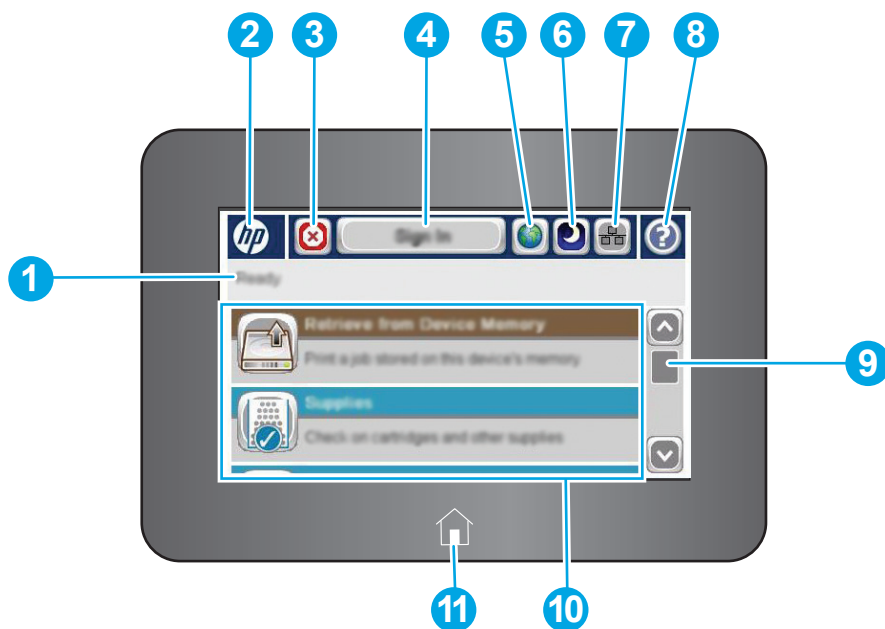 2 3 4 5 6 7 8
hp Sign In ?
1
Ready
Retrieve from Device Memory
Print a job stored on this device's memory.
9
Supplies
Check on cartridges and other supplies
11 10